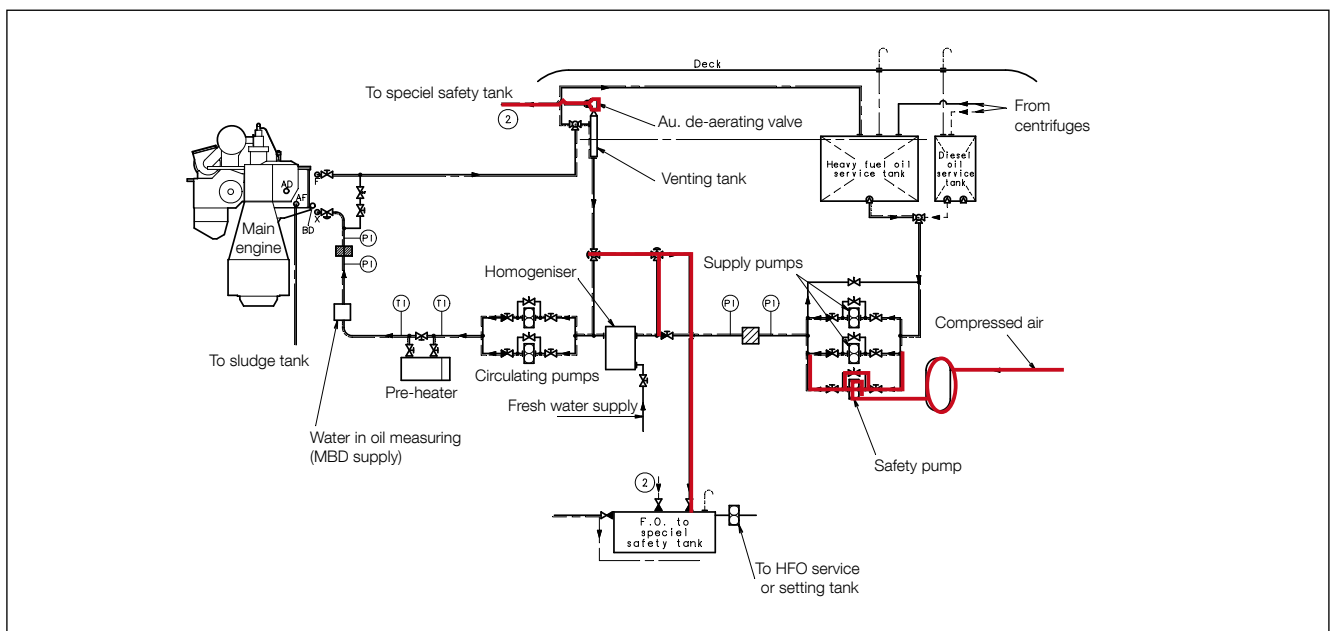 Deck
To speciel safety tank
2
Au. de-aerating valve
Venting tank
From
centrifuges
Heavy fuel oil
service tank
Diesel
oil
service
tank
F
AD
AF
X
BD
Main
engine
PI
PI
Homogeniser
Supply pumps
TI
TI
PI
PI
Compressed air
To sludge tank
Pre-heater
Circulating pumps
Fresh water supply
Water in oil measuring
(MBD supply)
Safety pump
2
F.O. to
speciel
safety tank
To HFO service
or setting tank